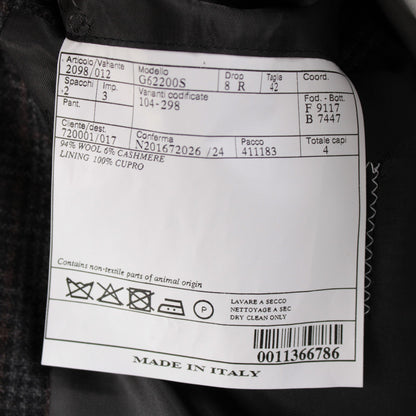 Articolo/Variante Modello Drop Taglia Coord.
2098/012 G62200S 8 R 42
Spacchi Imp. Varianti codificate Fod. - Bott.
2 3 104-298 F 9117
Pant. B 7447
Cliente/dest. Conferma Pacco Totale capi
720001/017 N201672026 /24 411183 4
94% WOOL 6% CASHMERE
LINING 100% CUPRO
Contains non-textile parts of animal origin
P
LAVARE A SECCO
NETTOYAGE A SEC
DRY CLEAN ONLY
0011366786
MADE IN ITALY